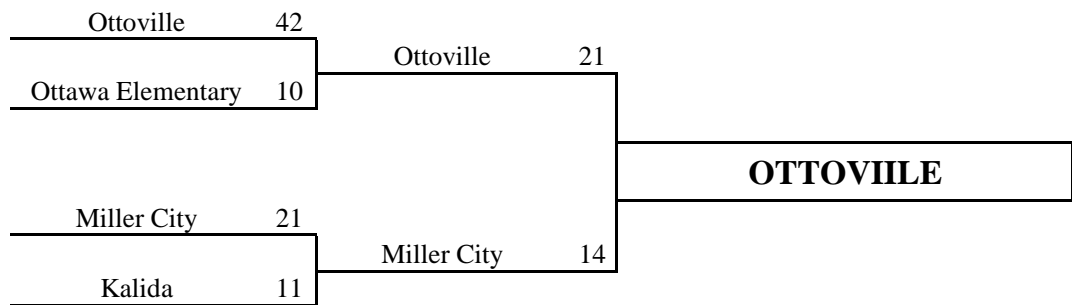 Ottoville 42
Ottoville 21
Ottawa Elementary 10
OTTOVIILE
Miller City 21
Miller City 14
Kalida 11